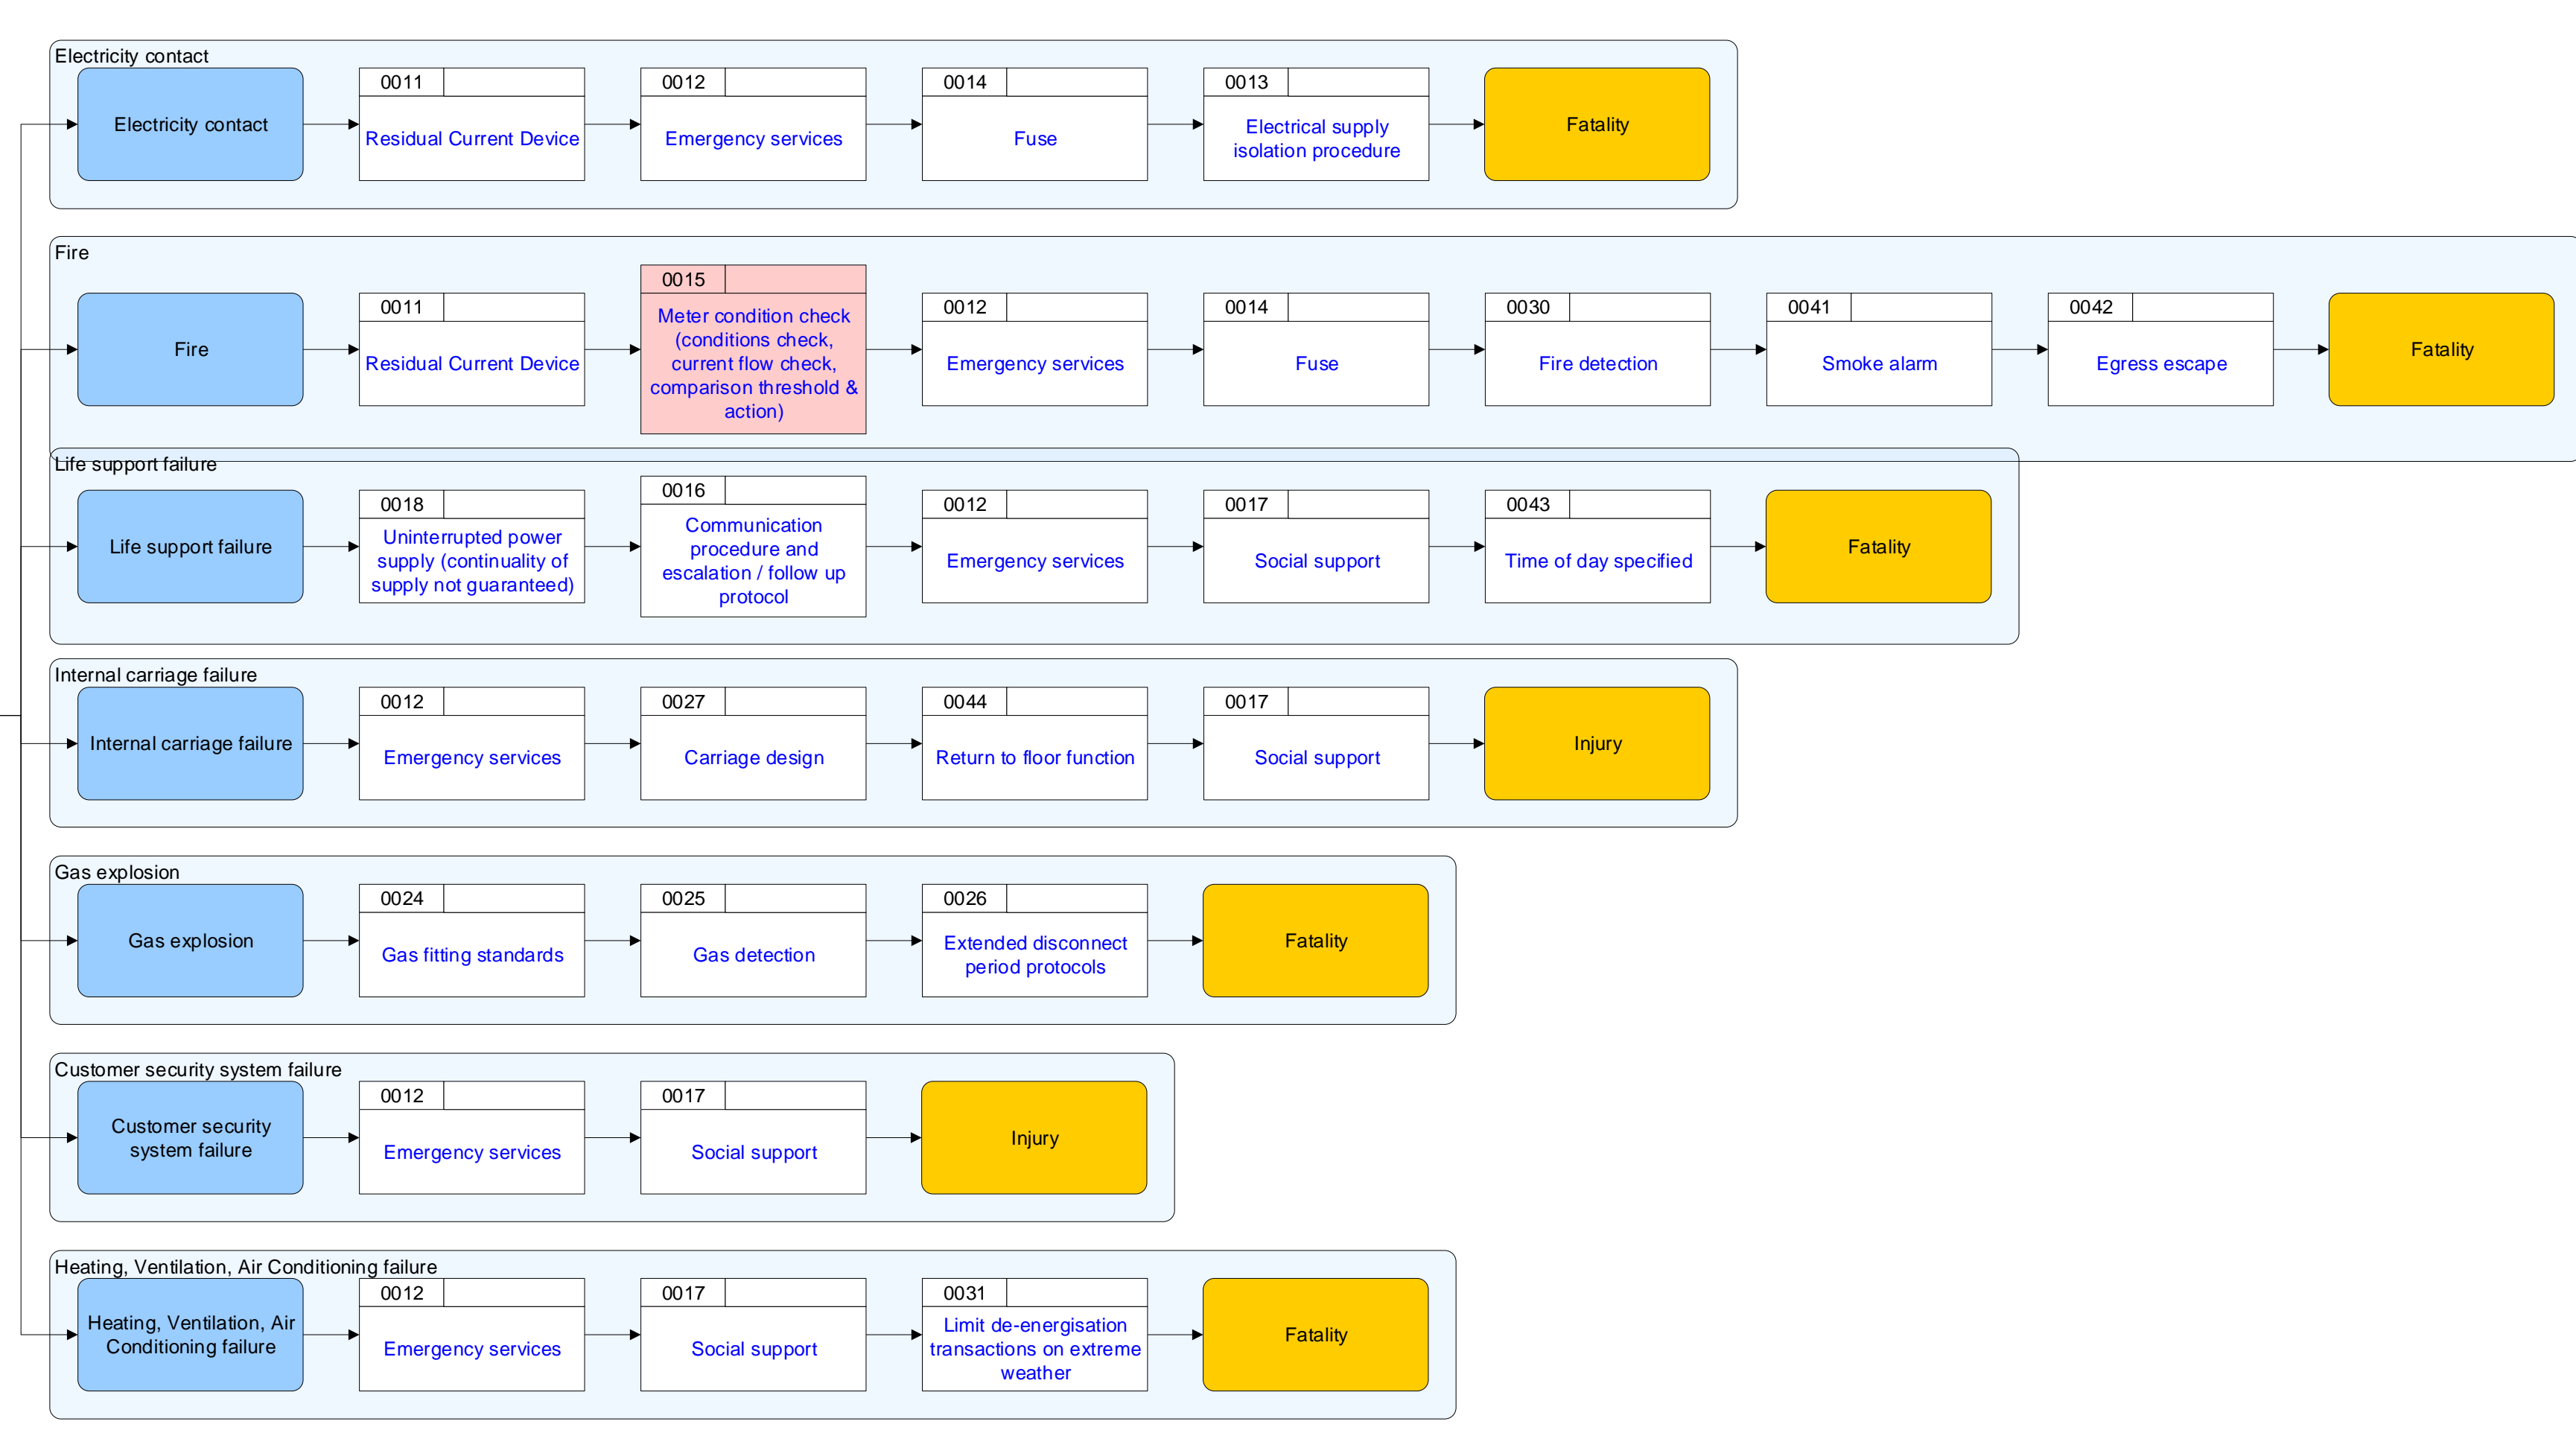 Electricity contact
Electricity contact
0011
Residual Current Device
0012
Emergency services
0014
Fuse
0013
Electrical supply
isolation procedure
Fatality
Fire
Fire
0011
Residual Current Device
0015
Meter condition check
(conditions check,
current flow check,
comparison threshold &
action)
0012
Emergency services
0014
Fuse
0030
Fire detection
0041
Smoke alarm
0042
Egress escape
Fatality
Life support failure
Life support failure
0018
Uninterrupted power
supply (continuality of
supply not guaranteed)
0016
Communication
procedure and
escalation / follow up
protocol
0012
Emergency services
0017
Social support
0043
Time of day specified
Fatality
Internal carriage failure
Internal carriage failure
0012
Emergency services
0027
Carriage design
0044
Return to floor function
0017
Social support
Injury
Gas explosion
Gas explosion
0024
Gas fitting standards
0025
Gas detection
0026
Extended disconnect
period protocols
Fatality
Customer security system failure
Customer security
system failure
0012
Emergency services
0017
Social support
Injury
Heating, Ventilation, Air Conditioning failure
Heating, Ventilation, Air
Conditioning failure
0012
Emergency services
0017
Social support
0031
Limit de-energisation
transactions on extreme
weather
Fatality